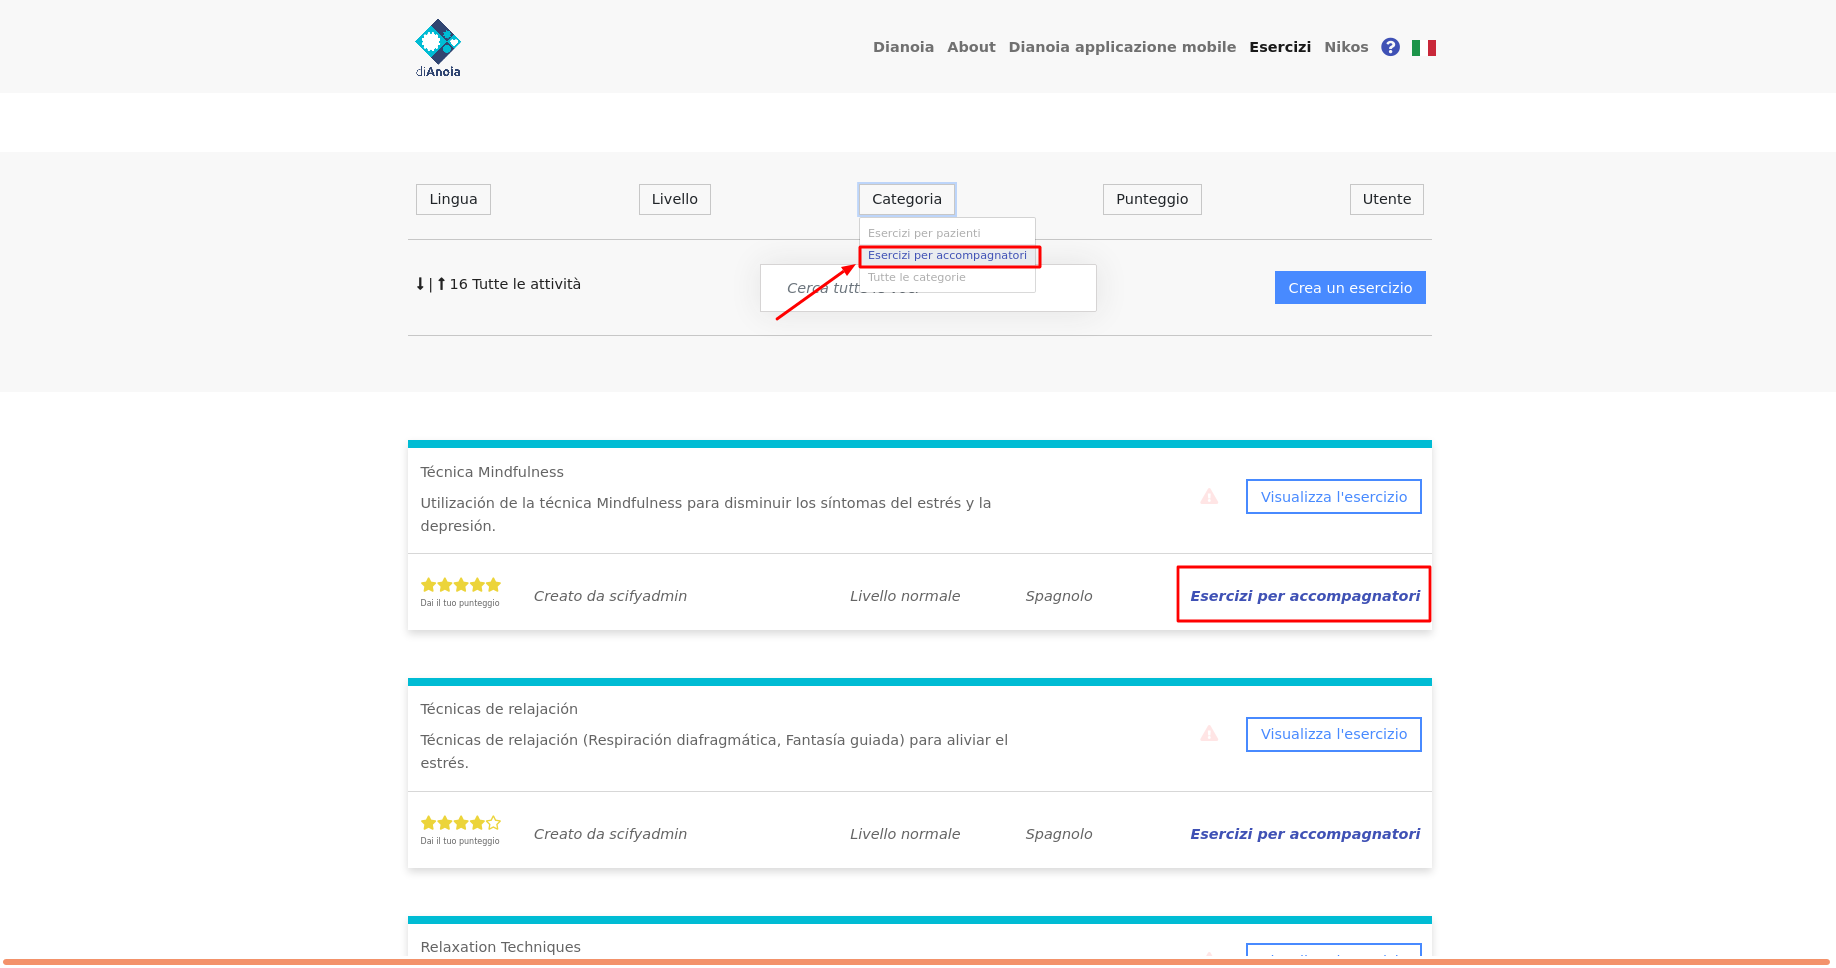 diAnoia
Dianoia About Dianoia applicazione mobile Esercizi Nikos
Lingua Livello Categoria Punteggio Utente
Esercizi per pazienti
Esercizi per accompagnatori
Tutte le categorie
| 16 Tutte le attività
Cerca
Crea un esercizio
Técnica Mindfulness
Utilización de la técnica Mindfulness para disminuir los síntomas del estrés y la
depresión.
Visualizza l'esercizio
Dai il tuo punteggio
Creato da scifyadmin Livello normale Spagnolo Esercizi per accompagnatori
Técnicas de relajación
Técnicas de relajación (Respiración diafragmática, Fantasía guiada) para aliviar el
estrés.
Visualizza l'esercizio
Dai il tuo punteggio
Creato da scifyadmin Livello normale Spagnolo Esercizi per accompagnatori
Relaxation Techniques